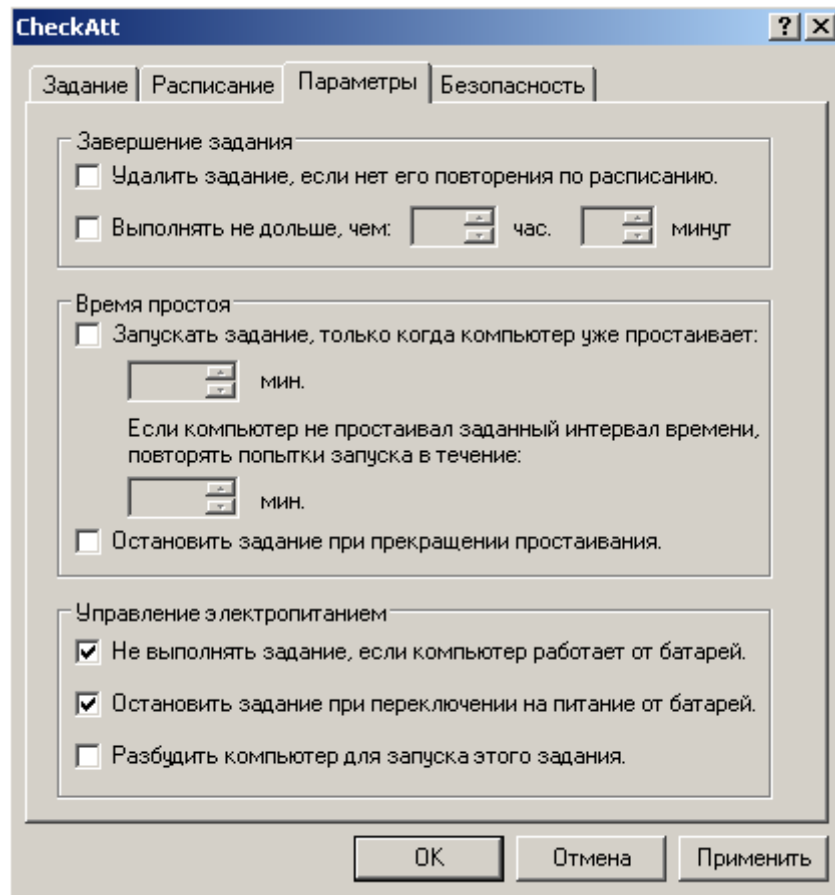 CheckAtt
Задание Расписание Параметры Безопасность
Завершение задания
Удалить задание, если нет его повторения по расписанию.
Выполнять не дольше, чем: час. минут
Время простоя
Запускать задание, только когда компьютер уже простаивает:
мин.
Если компьютер не простаивал заданный интервал времени,
повторять попытки запуска в течение:
мин.
Остановить задание при прекращении простаивания.
Управление электропитанием
Не выполнять задание, если компьютер работает от батарей.
Остановить задание при переключении на питание от батарей.
Разбудить компьютер для запуска этого задания.
OK Отмена Применить